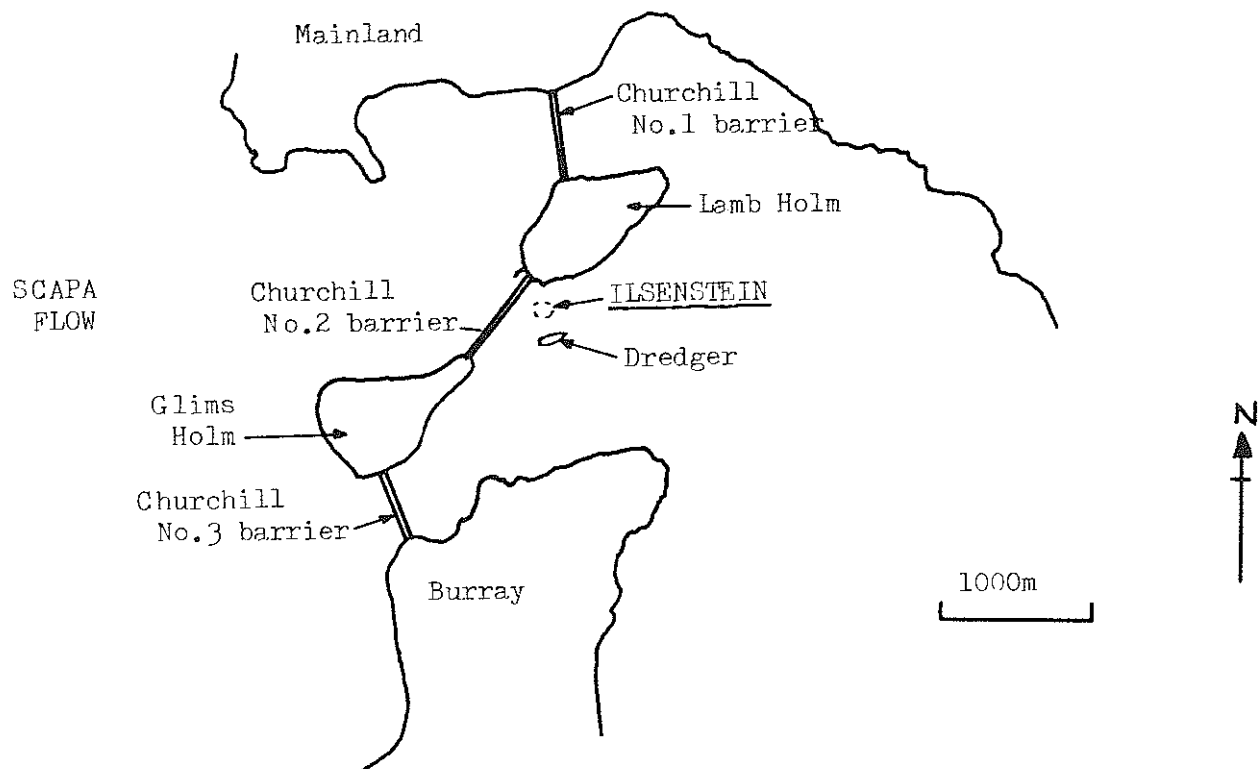 Mainland
Churchill
No.1 barrier
Lamb Holm
SCAPA
FLOW
Churchill
No.2 barrier
ILSENSTEIN
Dredger
Glims
Holm
N
Churchill
No.3 barrier
1000m
Burray